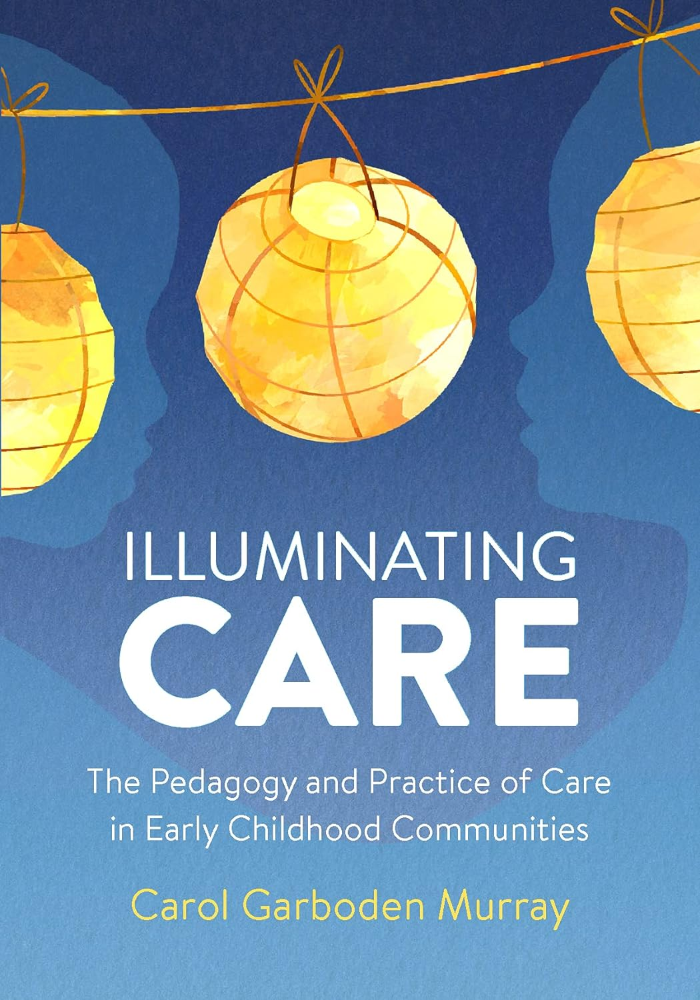 ILLUMINATING
CARE
The Pedagogy and Practice of Care
in Early Childhood Communities
Carol Garboden Murray